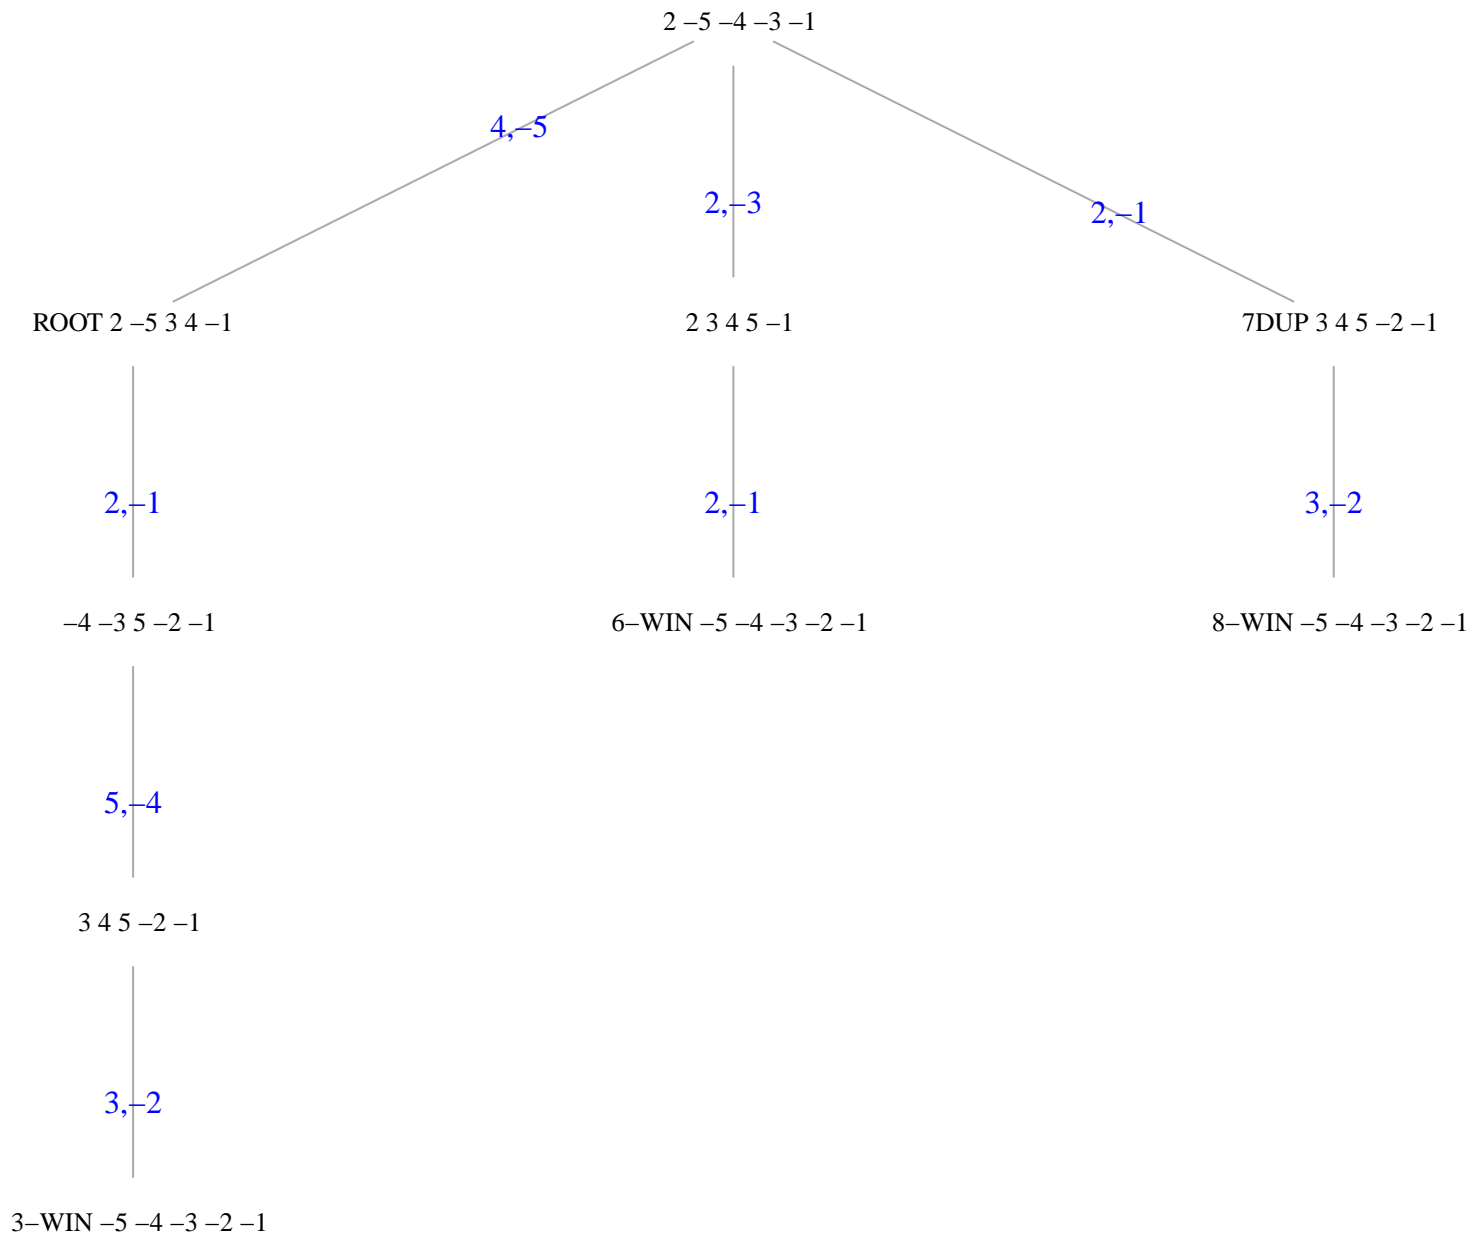 2 –5 –4 –3 –1
4,–5
2,–3
2,–1
ROOT 2 –5 3 4 –1
2 3 4 5 –1
7DUP 3 4 5 –2 –1
2,–1
2,–1
3,–2
–4 –3 5 –2 –1
6–WIN –5 –4 –3 –2 –1
8–WIN –5 –4 –3 –2 –1
5,–4
3 4 5 –2 –1
3,–2
3–WIN –5 –4 –3 –2 –1